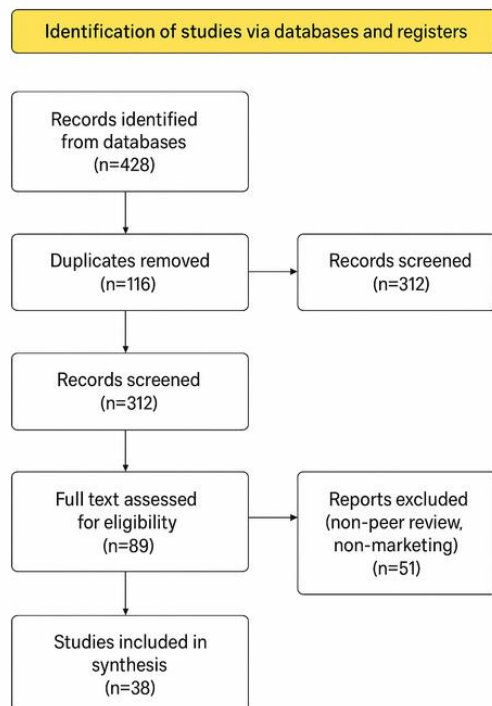 Identification of studies via databases and registers
Records identified
from databases
(n=428)
Duplicates removed
(n=116)
Records screened
(n=312)
Records screened
(n=312)
Full text assessed
for eligibility
(n=89)
Reports excluded
(non-peer review,
non-marketing)
(n=51)
Studies included in
synthesis
(n=38)